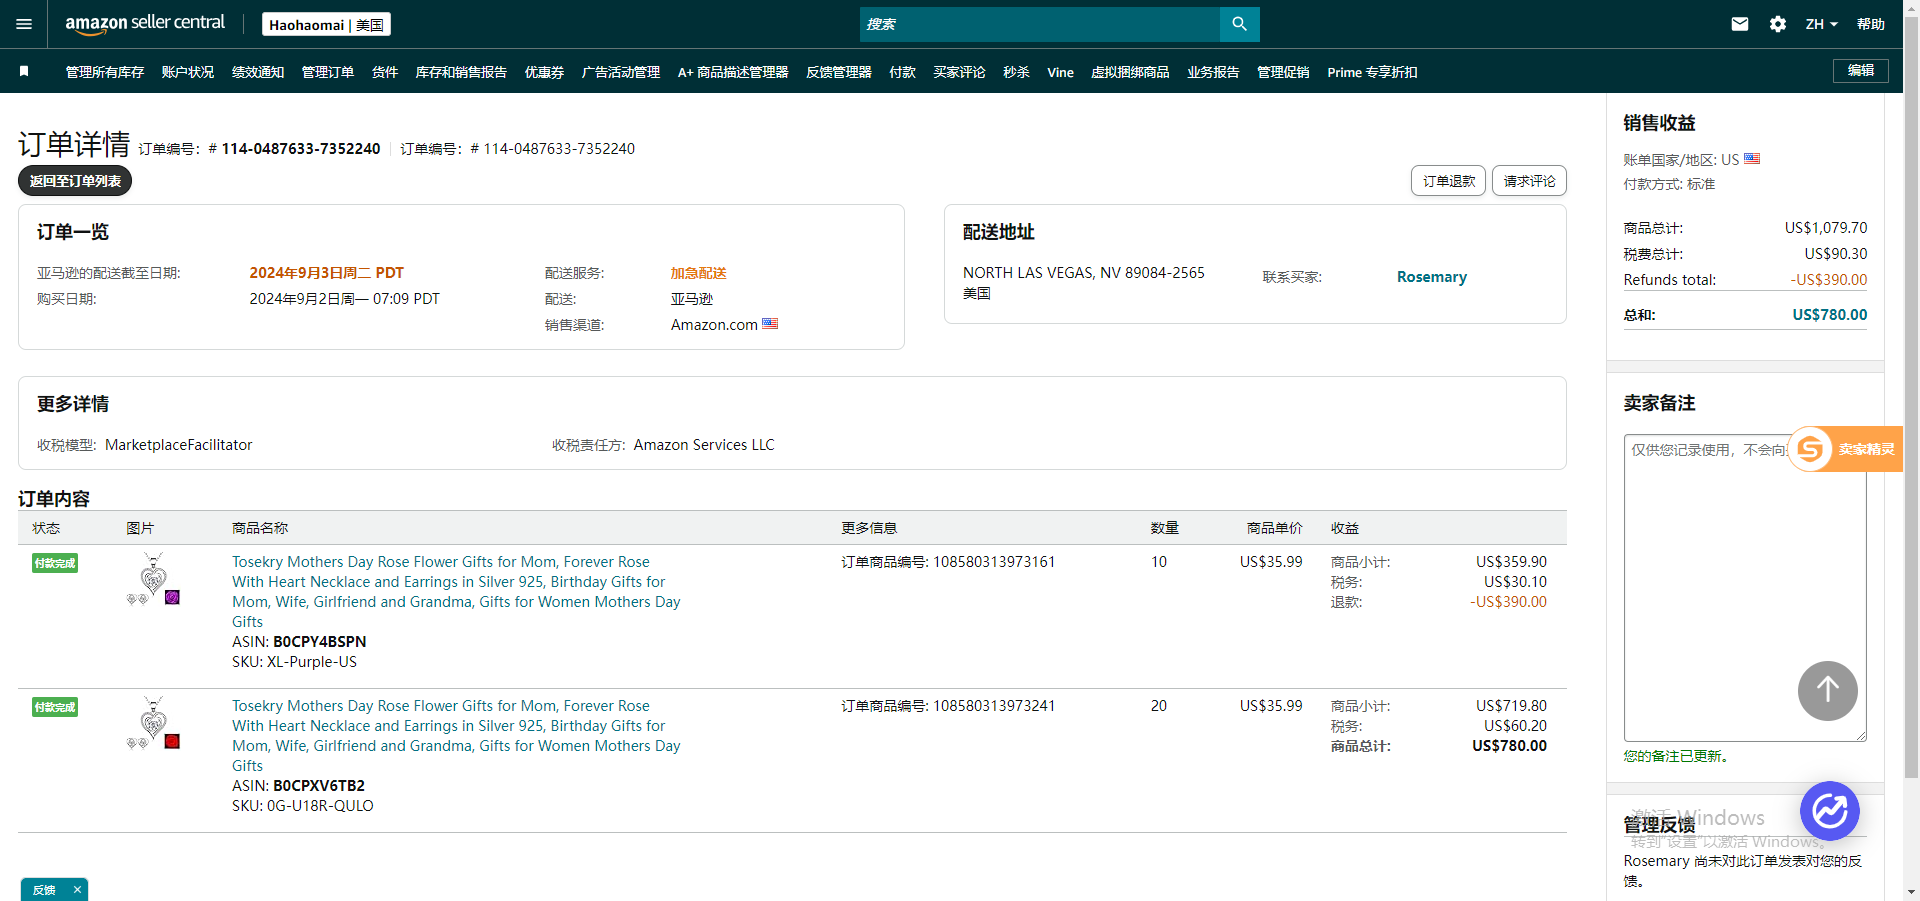 amazon seller central
Haohaomai | 美国
搜索
ZH
帮助
管理所有库存 账户状况 绩效通知 管理订单 货件 库存和销售报告 优惠券 广告活动管理 A+ 商品描述管理器 反馈管理器 付款 买家评论 秒杀 Vine 虚拟捆绑商品 业务报告 管理促销 Prime 专享折扣
编辑
订单详情 订单编号: # 114-0487633-7352240 订单编号: # 114-0487633-7352240
返回至订单列表
订单退款 请求评论
订单一览
亚马逊的配送截至日期: 2024年9月3日周二 PDT
购买日期: 2024年9月2日周一 07:09 PDT
配送服务: 加急配送
配送: 亚马逊
销售渠道: Amazon.com
配送地址
NORTH LAS VEGAS, NV 89084-2565
美国
联系买家: Rosemary
更多详情
收税模型: MarketplaceFacilitator
收税责任方: Amazon Services LLC
订单内容
状态 图片 商品名称 更多信息 数量 商品单价 收益
付款完成
Tosekry Mothers Day Rose Flower Gifts for Mom, Forever Rose
With Heart Necklace and Earrings in Silver 925, Birthday Gifts for
Mom, Wife, Girlfriend and Grandma, Gifts for Women Mothers Day
Gifts
ASIN: B0CPY4BSPN
SKU: XL-Purple-US
订单商品编号: 108580313973161
10
US$35.99
商品小计: US$359.90
税务: US$30.10
退款: -US$390.00
付款完成
Tosekry Mothers Day Rose Flower Gifts for Mom, Forever Rose
With Heart Necklace and Earrings in Silver 925, Birthday Gifts for
Mom, Wife, Girlfriend and Grandma, Gifts for Women Mothers Day
Gifts
ASIN: B0CPXV6TB2
SKU: 0G-U18R-QULO
订单商品编号: 108580313973241
20
US$35.99
商品小计: US$719.80
税务: US$60.20
商品总计: US$780.00
反馈 ×
销售收益
账单国家/地区: US
付款方式: 标准
商品总计: US$1,079.70
税费总计: US$90.30
Refunds total: -US$390.00
总和: US$780.00
卖家备注
仅供您记录使用，不会向
卖家精灵
您的备注已更新。
管理反馈
激活 Windows
转到"设置"以激活 Windows。
Rosemary 尚未对此订单发表对您的反
馈。